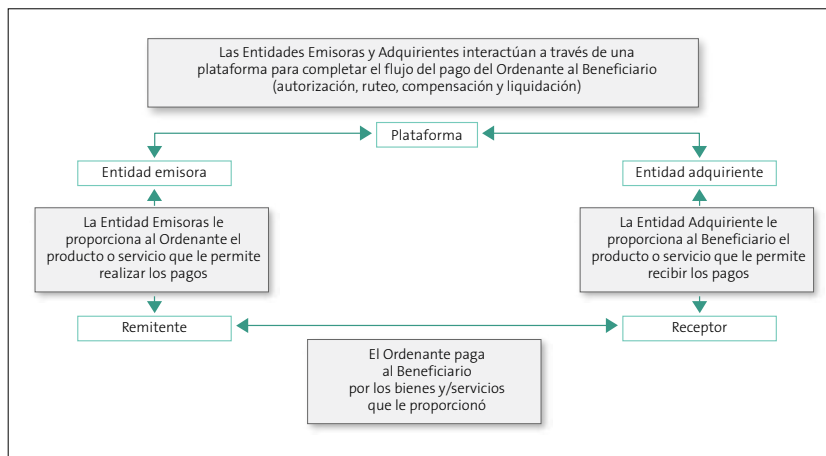 Las Entidades Emisoras y Adquirientes interactúan a través de una
plataforma para completar el flujo del pago del Ordenante al Beneficiario
(autorización, ruteo, compensación y liquidación)
Plataforma
Entidad emisora
Entidad adquiriente
La Entidad Emisoras le
proporciona al Ordenante el
producto o servicio que le permite
realizar los pagos
La Entidad Adquiriente le
proporciona al Beneficiario el
producto o servicio que le permite
recibir los pagos
Remitente
Receptor
El Ordenante paga
al Beneficiario
por los bienes y/servicios
que le proporcionó